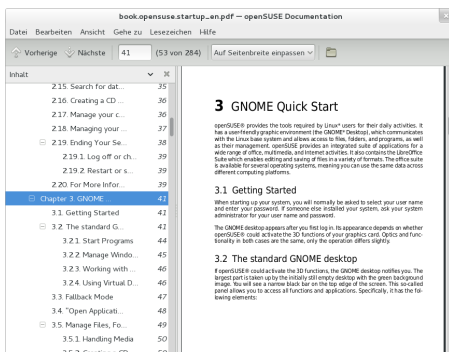 book.opensuse.startup_en.pdf — openSUSE Documentation
Datei Bearbeiten Ansicht Gehe zu Lesezeichen Hilfe
Vorherige Nächste 41 (53 von 284) Auf Seitenbreite einpassen
Inhalt
2.15. Search for dat... 35
2.16. Creating a CD ... 36
2.17. Manage your c... 36
2.18. Managing your ... 37
2.19. Ending Your Se... 38
2.19.1. Log off or ch... 39
2.19.2. Restart or s... 39
2.20. For More Infor... 39
Chapter 3. GNOME ... 41
3.1. Getting Started 41
3.2. The standard G... 41
3.2.1. Start Programs 44
3.2.2. Manage Windo... 45
3.2.3. Working with ... 46
3.2.4. Using Virtual D... 46
3.3. Fallback Mode 47
3.4. "Open Applicati... 48
3.5. Manage Files, Fo... 49
3.5.1. Handling Media 50
3 GNOME Quick Start
openSUSE® provides the tools required by Linux* users for their daily activities. It
has a user-friendly graphic environment (the GNOME* Desktop), which communicates
with the Linux base system and allows access to files, folders, and programs, as well
as their management. openSUSE provides an integrated suite of applications for a
wide range of office, multimedia, and Internet activities. It also contains the LibreOffice
Suite which enables editing and saving of files in a variety of formats. The office suite
is available for several operating systems, meaning you can use the same data across
different computing platforms.
3.1 Getting Started
When starting up your system, you will normally be asked to select your user name
and enter your password. If someone else installed your system, ask your system
administrator for your user name and password.
The GNOME desktop appears after you first log in. Its appearance depends on whether
openSUSE® could activate the 3D functions of your graphics card. Optics and func-
tionality in both cases are the same, only the operation differs slightly.
3.2 The standard GNOME desktop
If openSUSE® could activate the 3D functions, the GNOME desktop notifies you. The
largest part is taken up by the initially still empty desktop with the green background
image. You will see a narrow black bar on the top edge of the screen. This so-called
panel allows you to access all functions and applications. Specifically, it has the fol-
lowing elements: